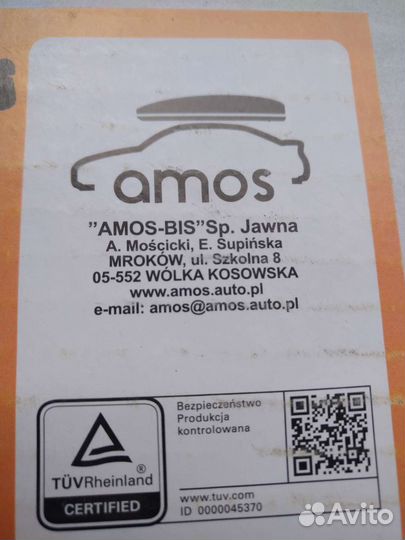 amos
"AMOS-BIS"Sp. Jawna
A. Mościcki, E. Supińska
MROKÓW, ul. Szkolna 8
05-552 WÓLKA KOSOWSKA
www.amos.auto.pl
e-mail: amos@amos.auto.pl
TÜVRheinland®
CERTIFIED
Bezpieczeństwo
Produkcja
kontrolowana
www.tuv.com
ID 0000045370
Avito